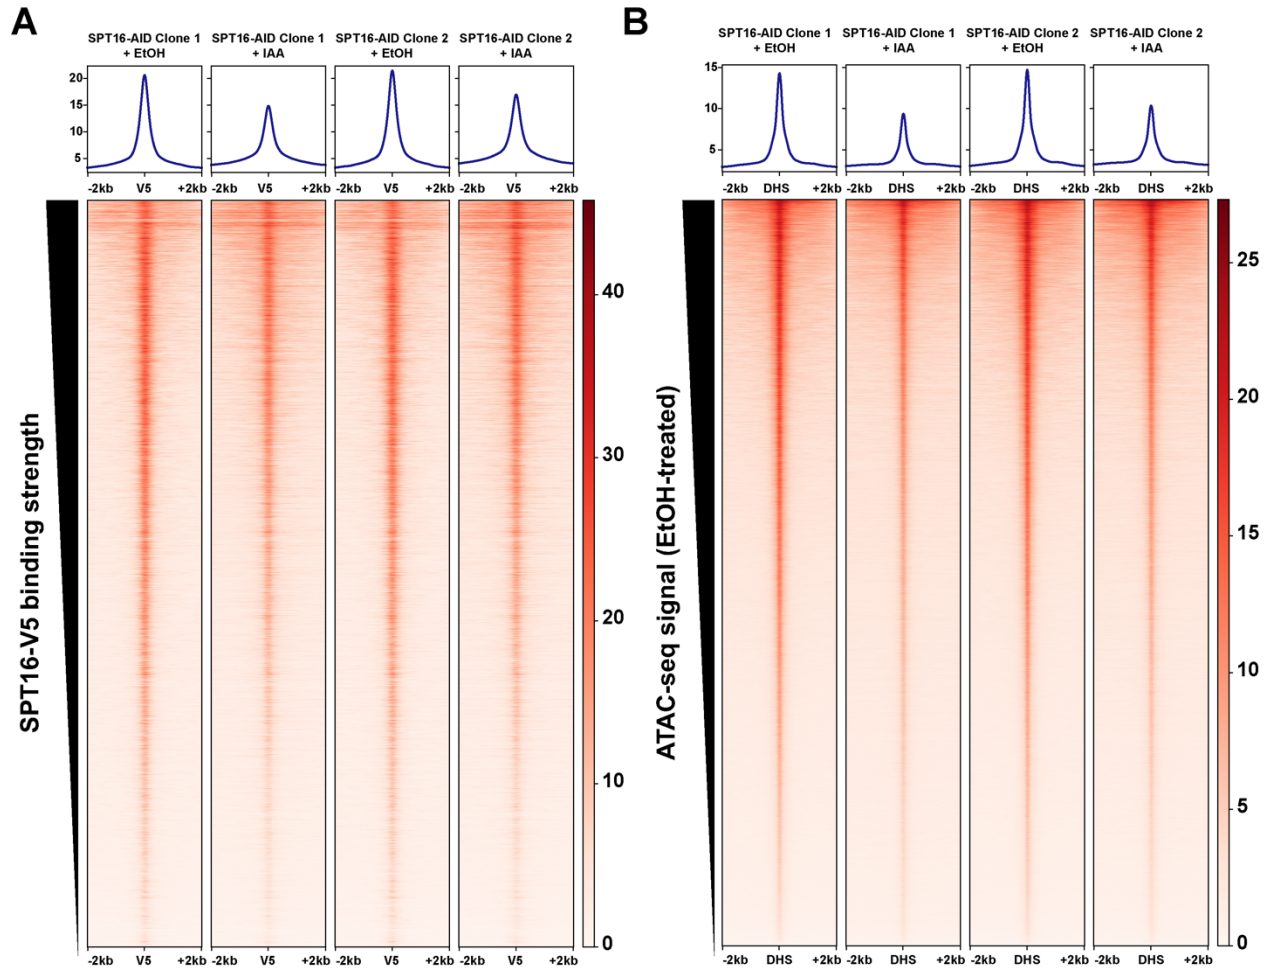 A
SPT16-AID Clone 1
+ EtOH
SPT16-AID Clone 1
+ IAA
SPT16-AID Clone 2
+ EtOH
SPT16-AID Clone 2
+ IAA
20
15
10
5
-2kb V5 +2kb
-2kb V5 +2kb
-2kb V5 +2kb
-2kb V5 +2kb
SPT16-V5 binding strength
40
30
20
10
0
-2kb V5 +2kb
-2kb V5 +2kb
-2kb V5 +2kb
-2kb V5 +2kb
B
SPT16-AID Clone 1
+ EtOH
SPT16-AID Clone 1
+ IAA
SPT16-AID Clone 2
+ EtOH
SPT16-AID Clone 2
+ IAA
15
10
5
-2kb DHS +2kb
-2kb DHS +2kb
-2kb DHS +2kb
-2kb DHS +2kb
ATAC-seq signal (EtOH-treated)
25
20
15
10
5
0
-2kb DHS +2kb
-2kb DHS +2kb
-2kb DHS +2kb
-2kb DHS +2kb